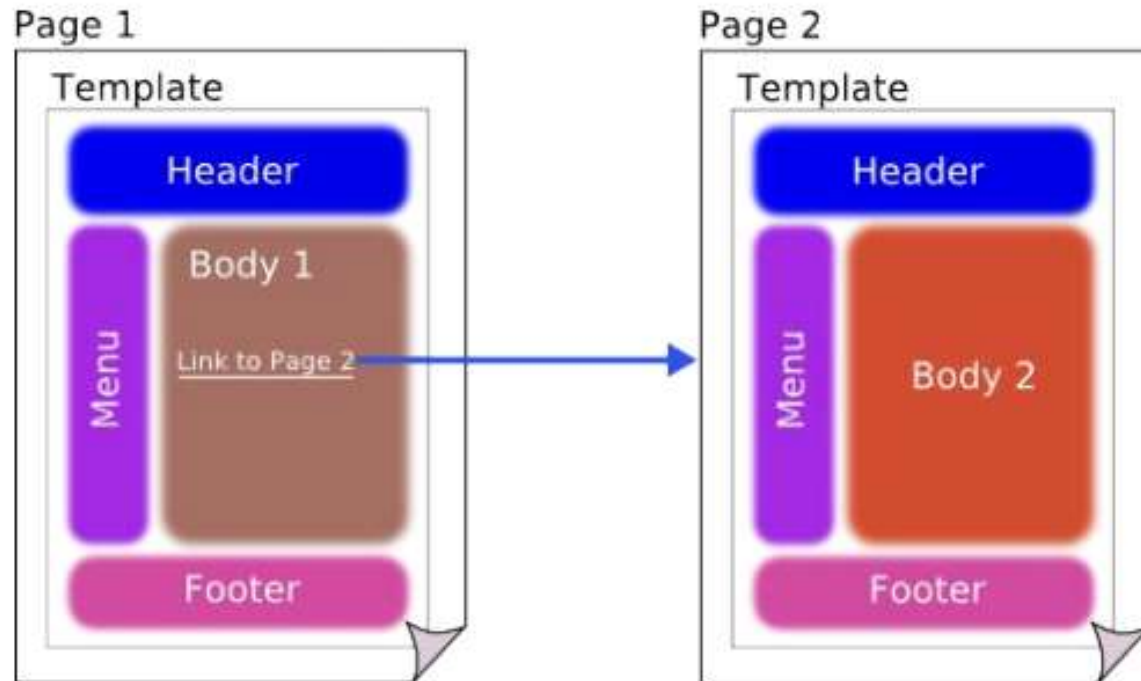 Page 1
Template
Header
Menu
Body 1
Link to Page 2
Footer
Page 2
Template
Header
Menu
Body 2
Footer